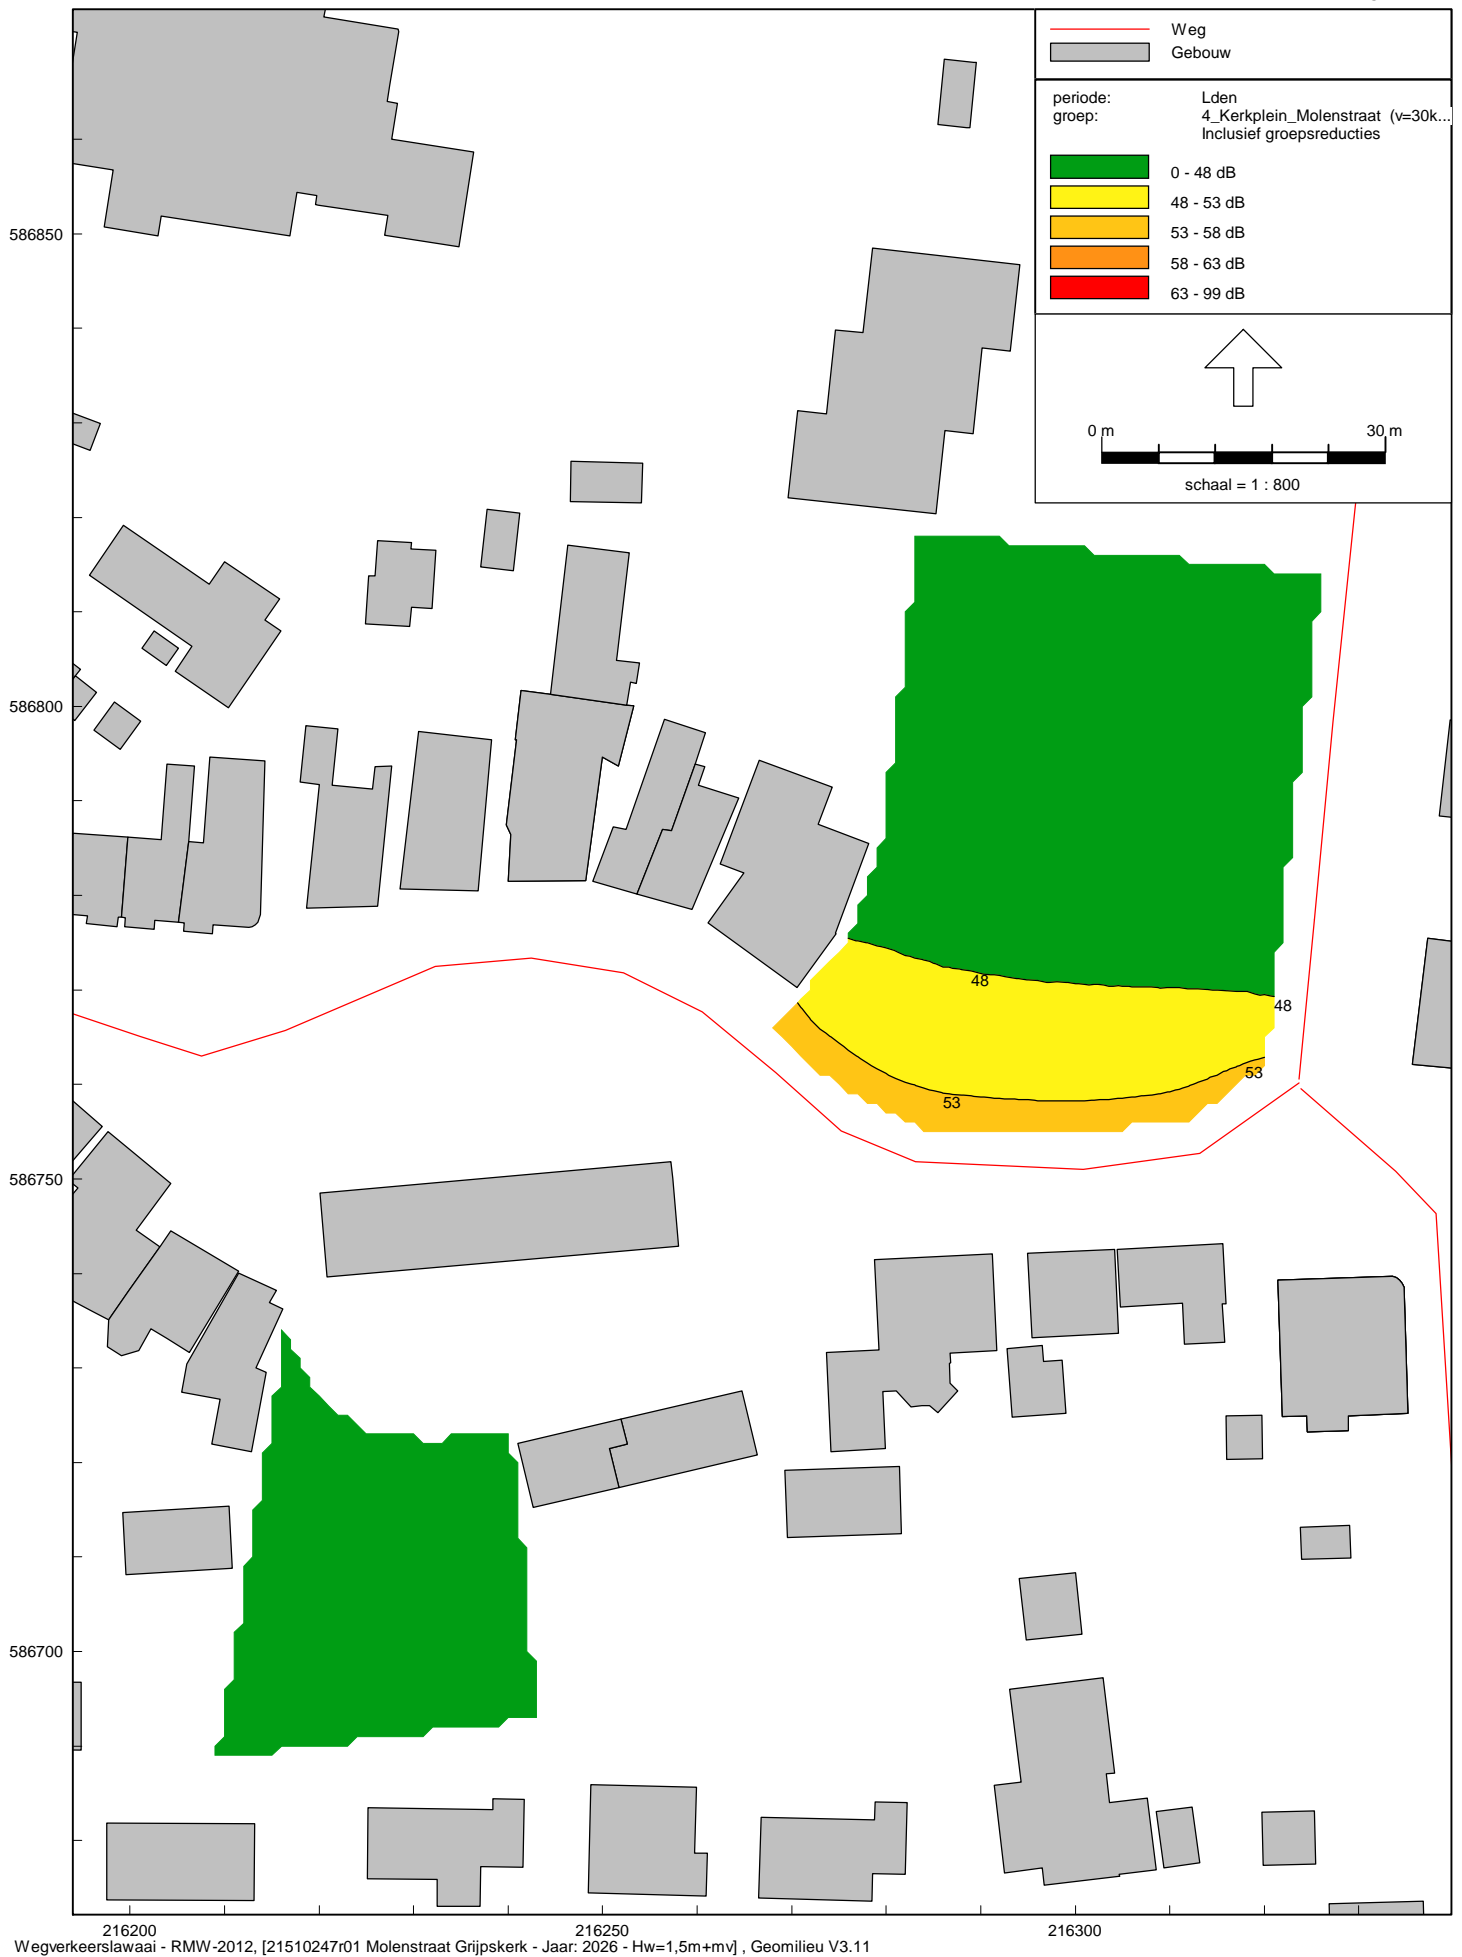 Weg
Gebouw
periode: Lden
groep: 4_Kerkplein_Molenstraat (v=30k...
Inclusief groepsreducties
0 - 48 dB
48 - 53 dB
53 - 58 dB
58 - 63 dB
63 - 99 dB
0 m 30 m
schaal = 1 : 800
586850
586800
48
48
53
53
586750
586700
216200 216250 216300
Wegverkeerslawaai - RMW-2012, [21510247r01 Molenstraat Grijpskerk - Jaar: 2026 - Hw=1,5m+mv] , Geomilieu V3.11